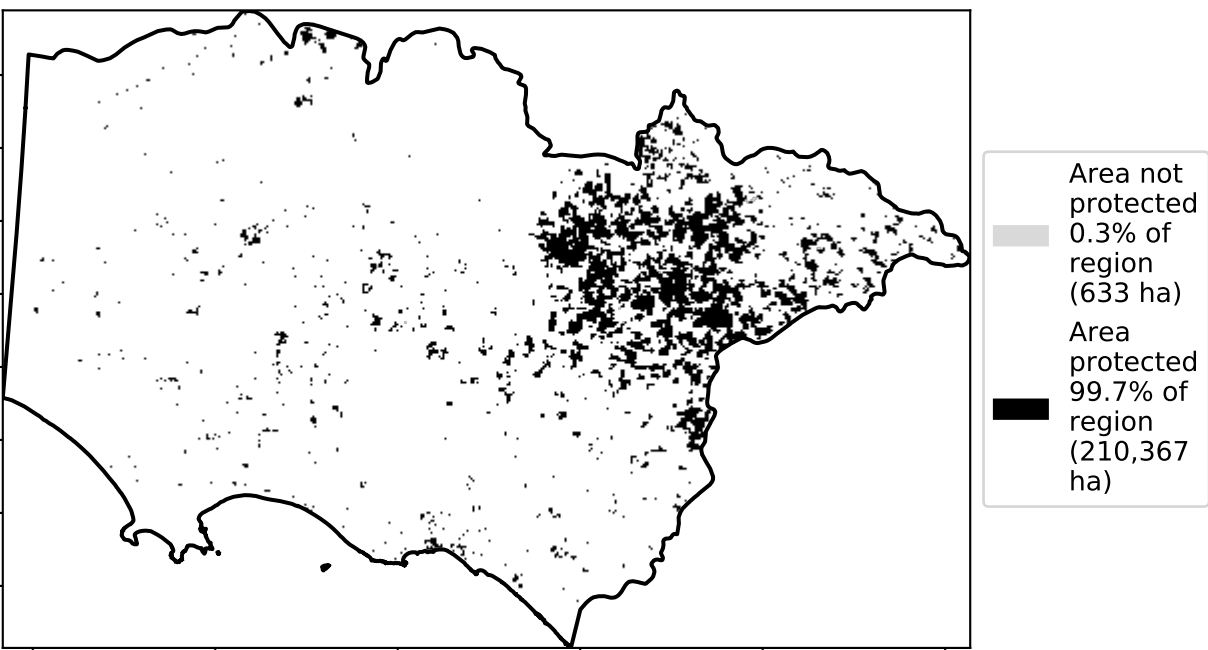 Area not
protected
0.3% of
region
(633 ha)
Area
protected
99.7% of
region
(210,367
ha)